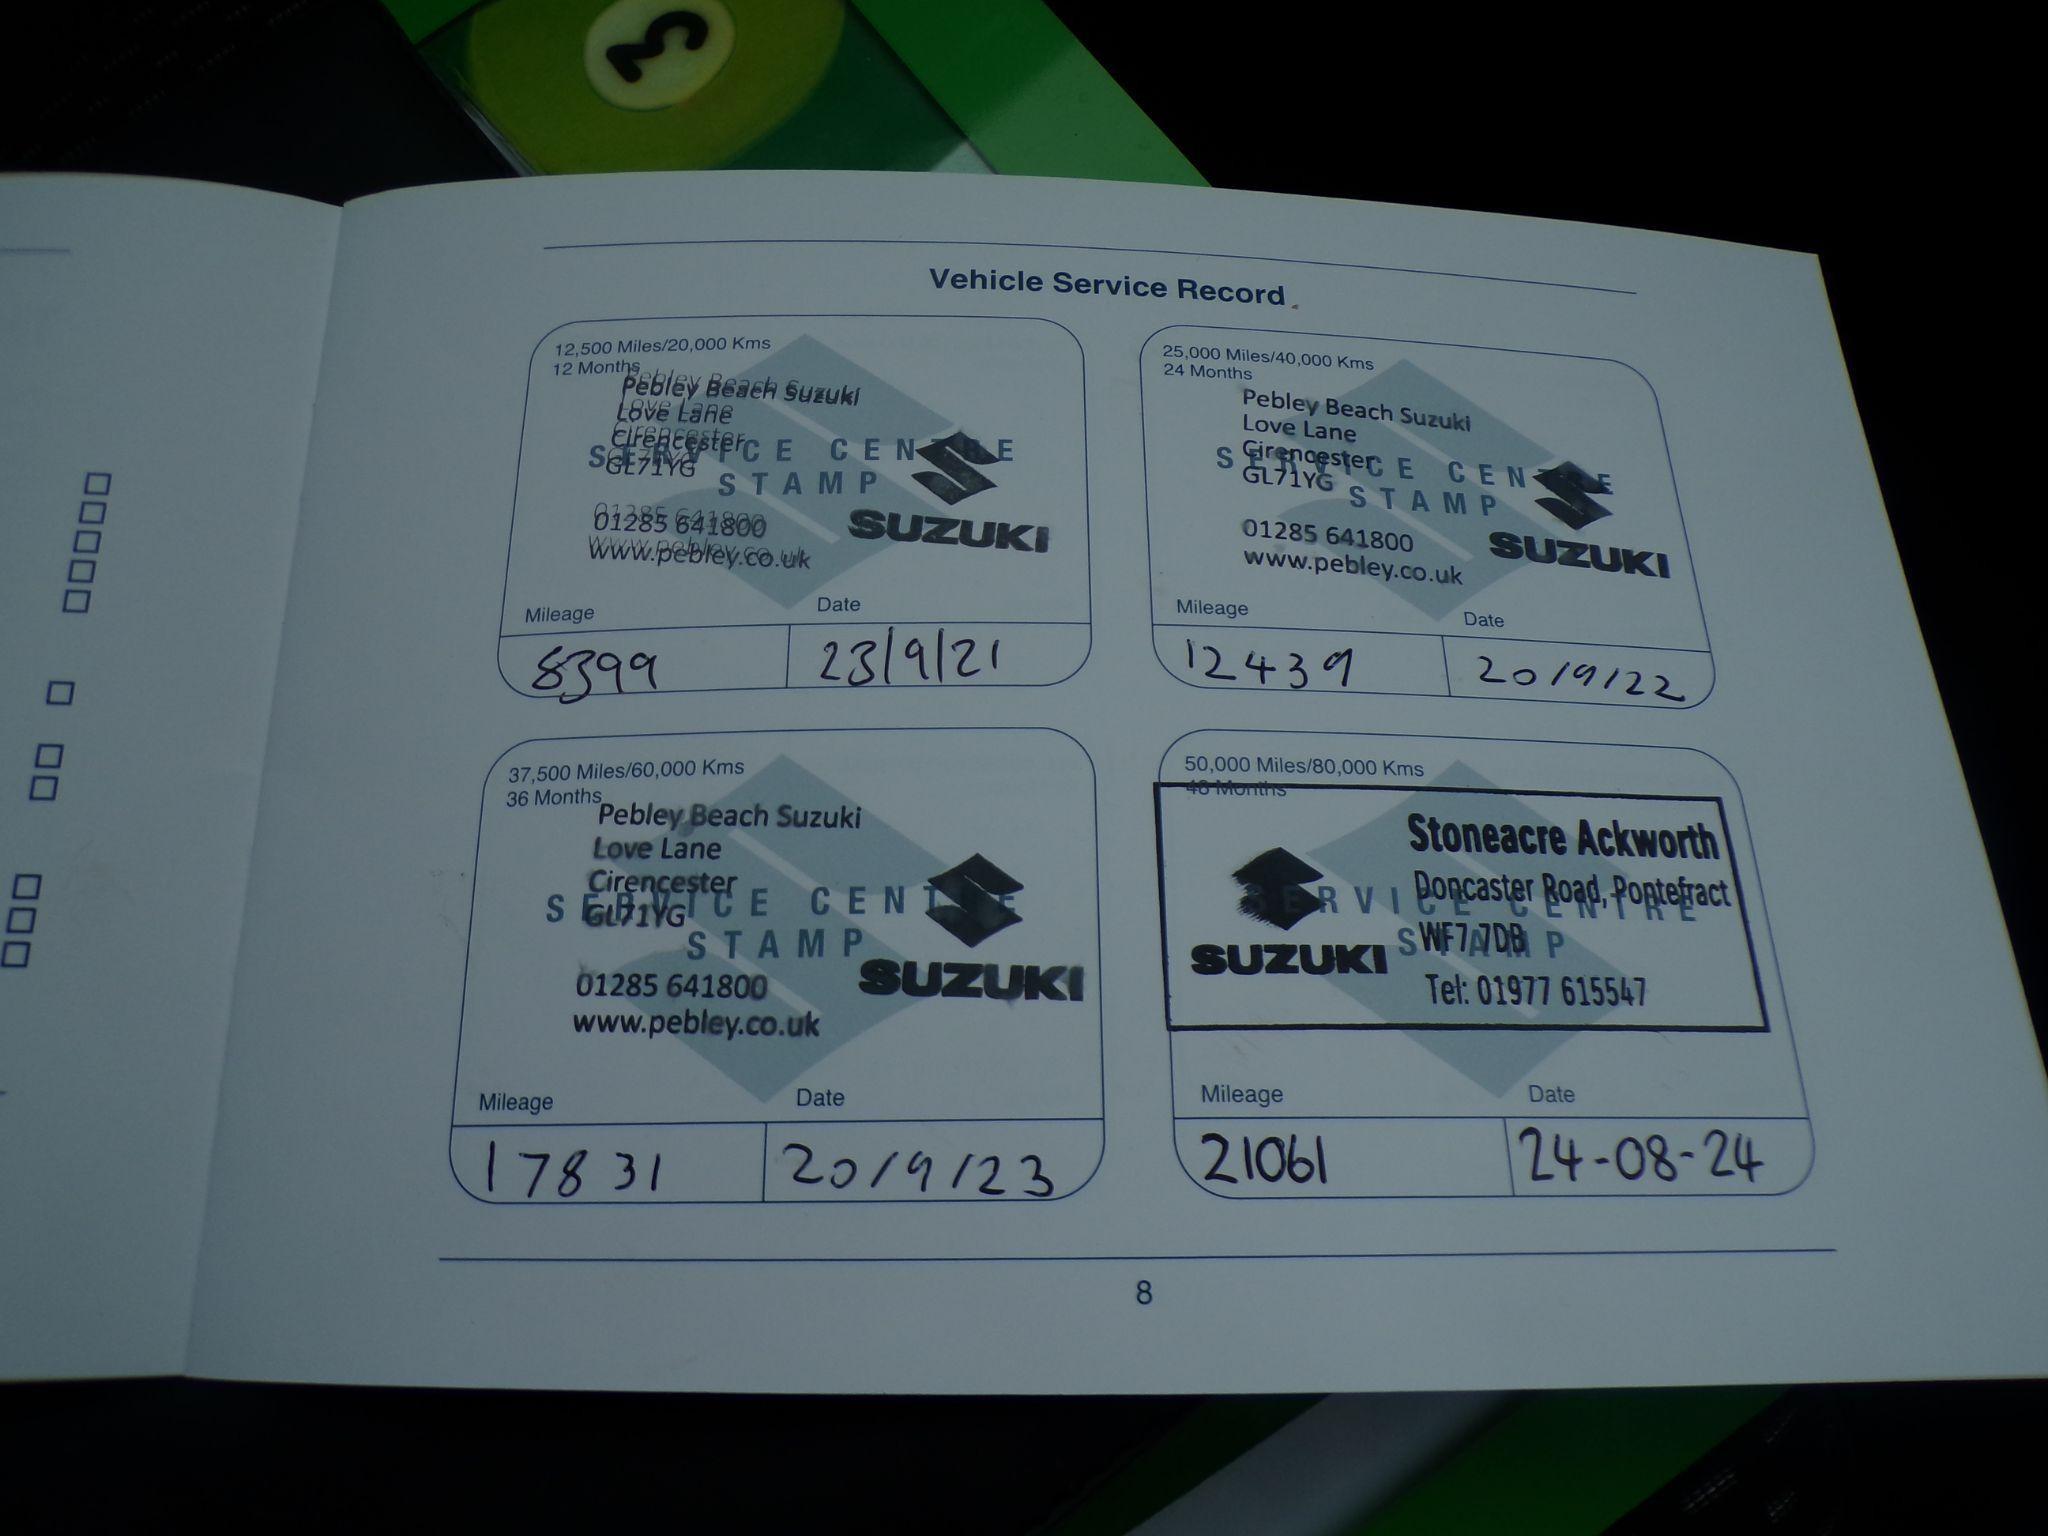 3
Vehicle Service Record
12,500 Miles/20,000 Kms
12 Months
Pebley Beach Suzuki
Love Lane
Cirencester
GL71YG
SERVICE CENTRE
STAMP
01285 641800
www.pebley.co.uk
SUZUKI
Mileage
Date
8399
23/9/21
25,000 Miles/40,000 Kms
24 Months
Pebley Beach Suzuki
Love Lane
Cirencester
GL71YG
SERVICE CENTRE
STAMP
01285 641800
www.pebley.co.uk
SUZUKI
Mileage
Date
12439
20/9/22
37,500 Miles/60,000 Kms
36 Months
Pebley Beach Suzuki
Love Lane
Cirencester
GL71YG
SERVICE CENTRE
STAMP
01285 641800
www.pebley.co.uk
SUZUKI
Mileage
Date
17831
20/9/23
50,000 Miles/80,000 Kms
48 Months
Stoneacre Ackworth
Doncaster Road, Pontefract
WF7 7DB
Tel: 01977 615547
SERVICE CENTRE
STAMP
SUZUKI
Mileage
Date
21061
24-08-24
8